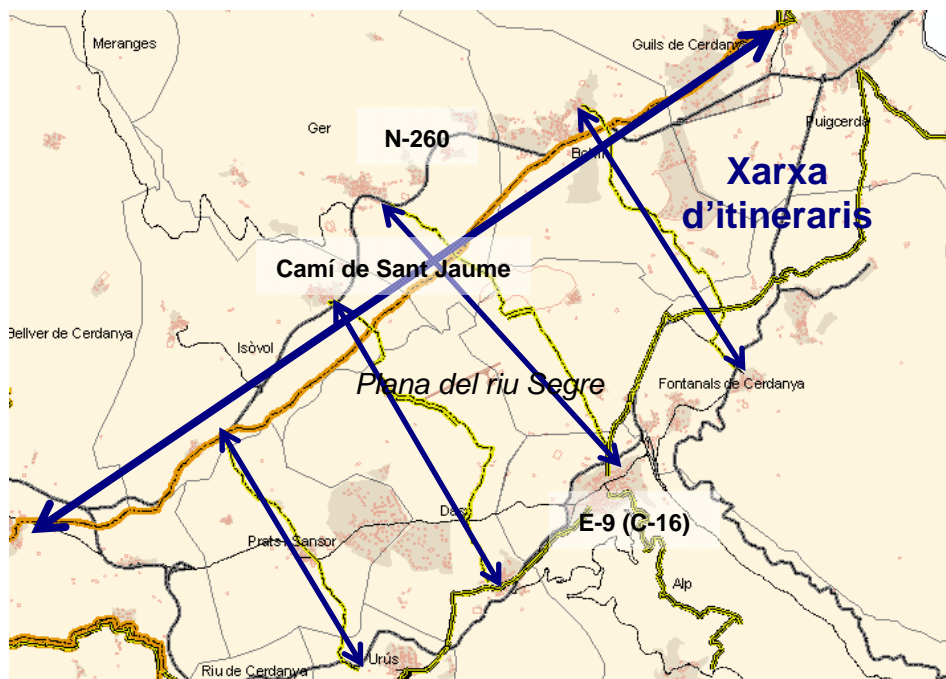 Meranges
Guils de Cerdanya
Puigcerdà
Ger
N-260
Bolvir
Xarxa
d’itineraris
Camí de Sant Jaume
Bellver de Cerdanya
Isòvol
Plana del riu Segre
Fontanals de Cerdanya
Das
E-9 (C-16)
Prats i Sansor
Alp
Urús
Riu de Cerdanya